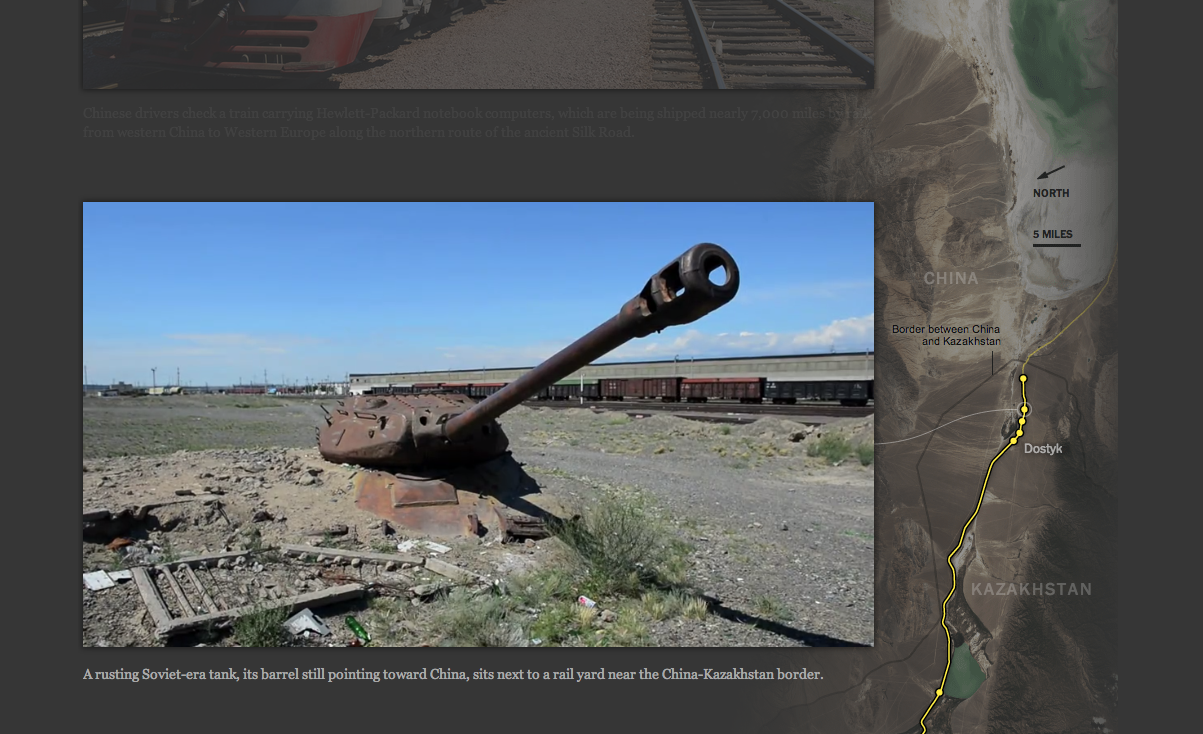 Chinese drivers check a train carrying Hewlett-Packard notebook computers, which are being shipped nearly 7,000 miles by rail
from western China to Western Europe along the northern route of the ancient Silk Road.
NORTH
5 MILES
CHINA
Border between China
and Kazakhstan
Dostyk
KAZAKHSTAN
A rusting Soviet-era tank, its barrel still pointing toward China, sits next to a rail yard near the China-Kazakhstan border.